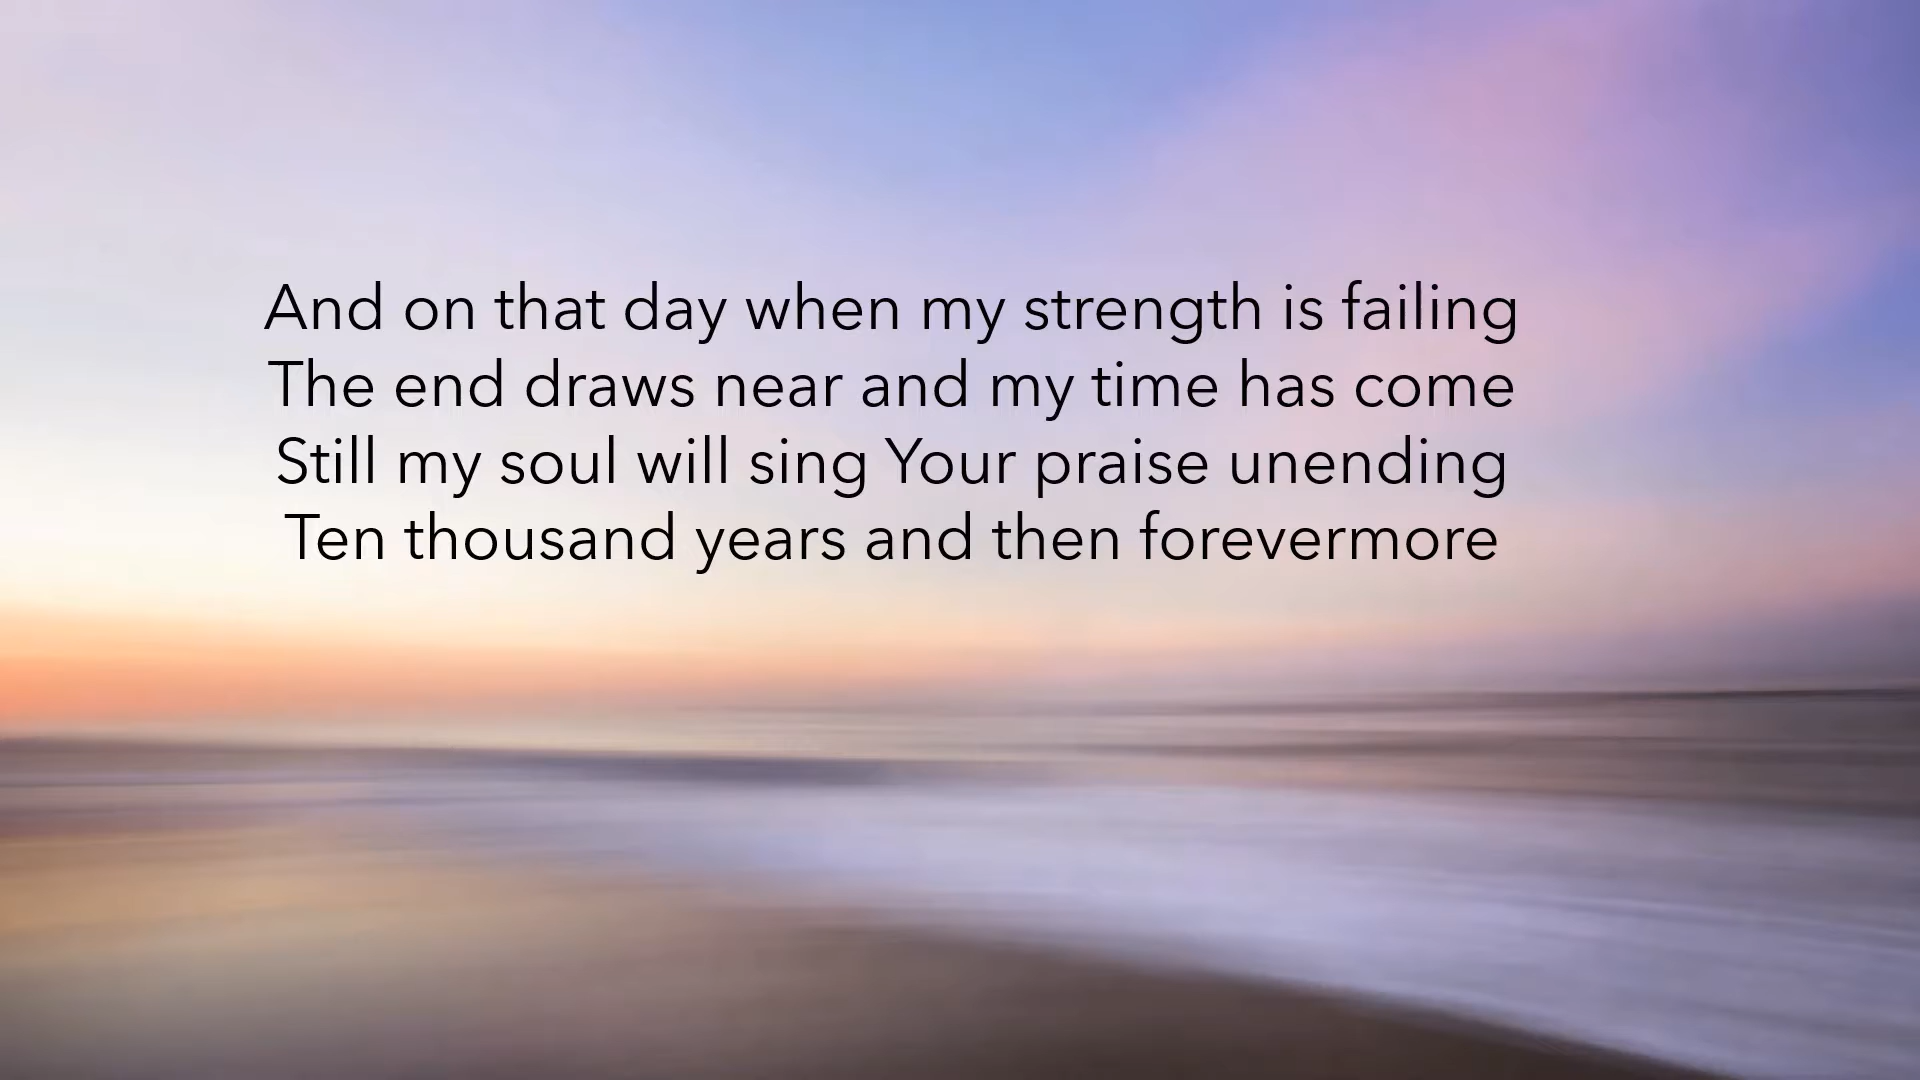 And on that day when my strength is failing
The end draws near and my time has come
Still my soul will sing Your praise unending
Ten thousand years and then forevermore